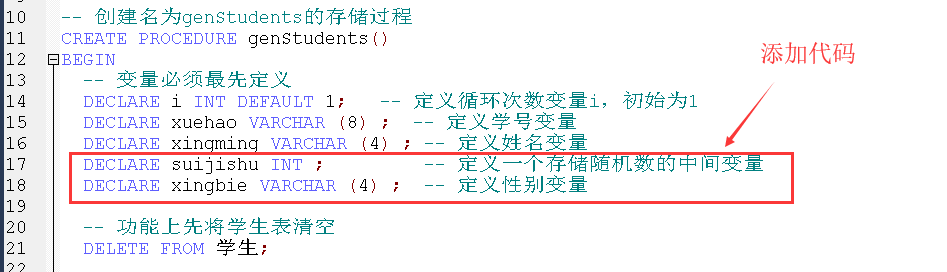 10 -- 创建名为genStudents的存储过程
11 CREATE PROCEDURE genStudents()
12 BEGIN
添加代码
13 -- 变量必须最先定义
14 DECLARE i INT DEFAULT 1; -- 定义循环次数变量i，初始为1
15 DECLARE xuehao VARCHAR (8) ; -- 定义学号变量
16 DECLARE xingming VARCHAR (4) ; -- 定义姓名变量
17 DECLARE suijishu INT ; -- 定义一个存储随机数的中间变量
18 DECLARE xingbie VARCHAR (4) ; -- 定义性别变量
19
20 -- 功能上先将学生表清空
21 DELETE FROM 学生;